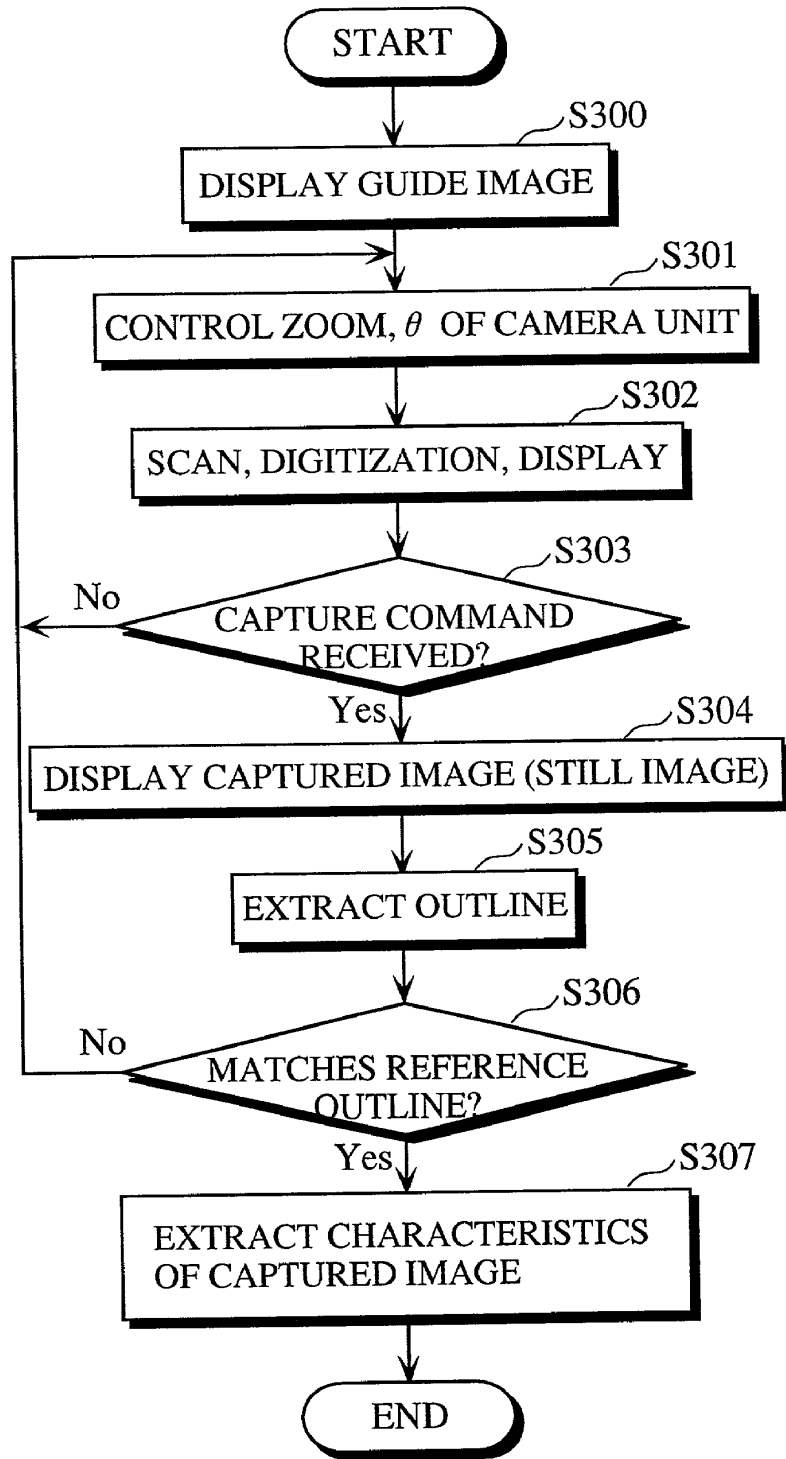 START
S300
DISPLAY GUIDE IMAGE
S301
CONTROL ZOOM, θ OF CAMERA UNIT
S302
SCAN, DIGITIZATION, DISPLAY
S303
No
CAPTURE COMMAND
RECEIVED?
Yes
S304
DISPLAY CAPTURED IMAGE (STILL IMAGE)
S305
EXTRACT OUTLINE
S306
No
MATCHES REFERENCE
OUTLINE?
Yes
S307
EXTRACT CHARACTERISTICS
OF CAPTURED IMAGE
END